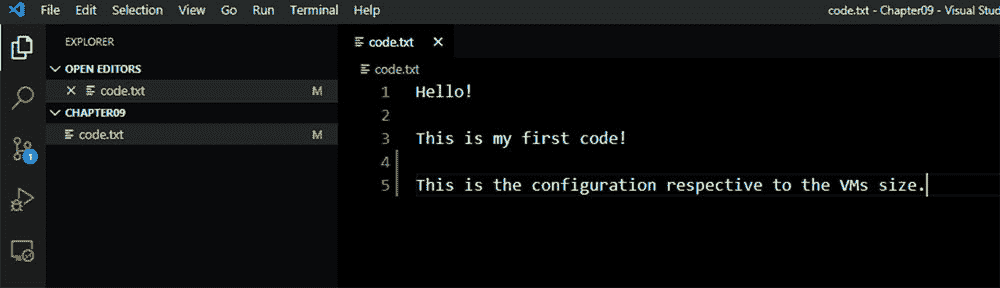 File Edit Selection View Go Run Terminal Help
code.txt - Chapter09 - Visual Stud
EXPLORER
OPEN EDITORS
code.txt M
CHAPTER09
code.txt M
1
code.txt
code.txt
1 Hello!
2
3 This is my first code!
4
5 This is the configuration respective to the VMs size.